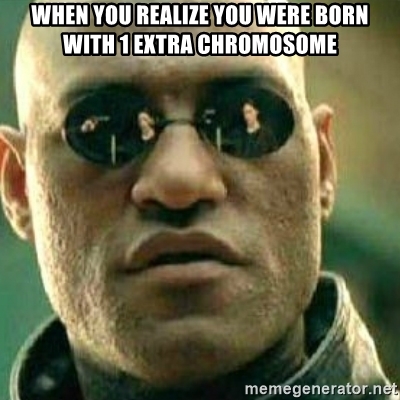 WHEN YOU REALIZE YOU WERE BORN
WITH 1 EXTRA CHROMOSOME
memegenerator.net